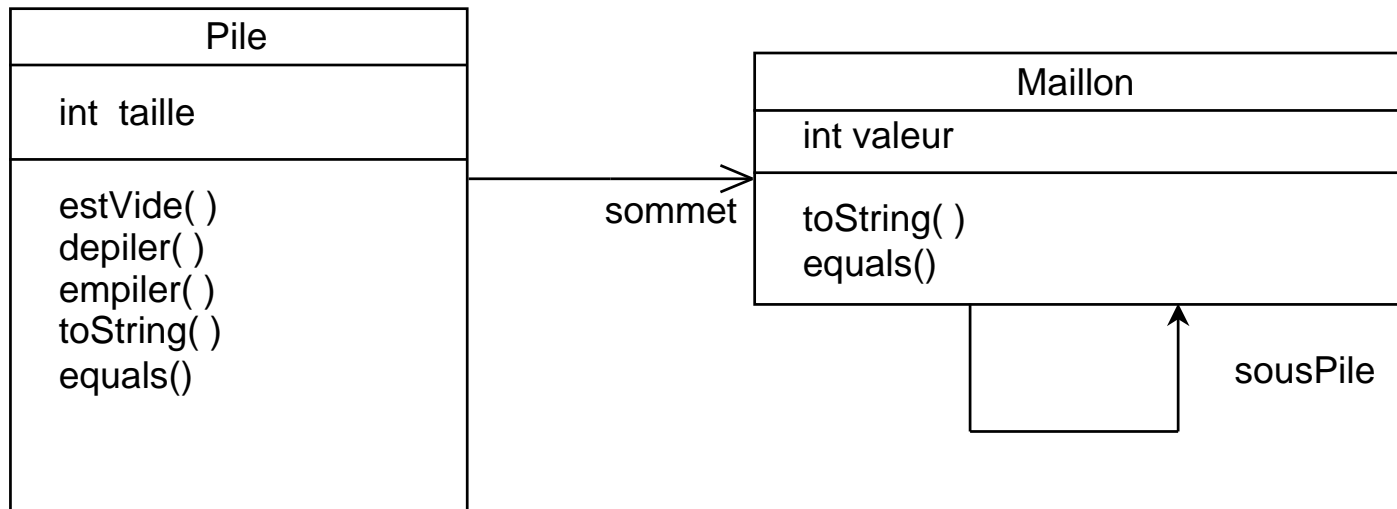 Pile
int taille
estVide( )
depiler( )
empiler( )
toString( )
equals()
sommet
Maillon
int valeur
toString( )
equals()
sousPile